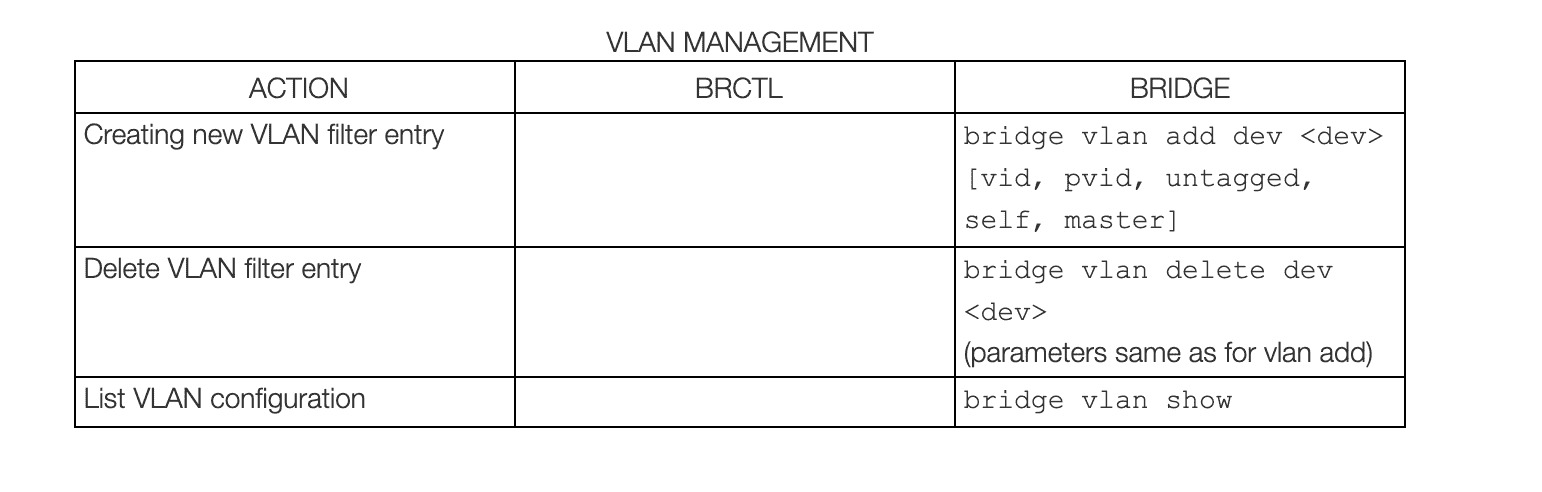 VLAN MANAGEMENT
ACTION
BRCTL
BRIDGE
Creating new VLAN filter entry
bridge vlan add dev <dev>
[vid, pvid, untagged,
self, master]
Delete VLAN filter entry
bridge vlan delete dev
<dev>
(parameters same as for vlan add)
List VLAN configuration
bridge vlan show